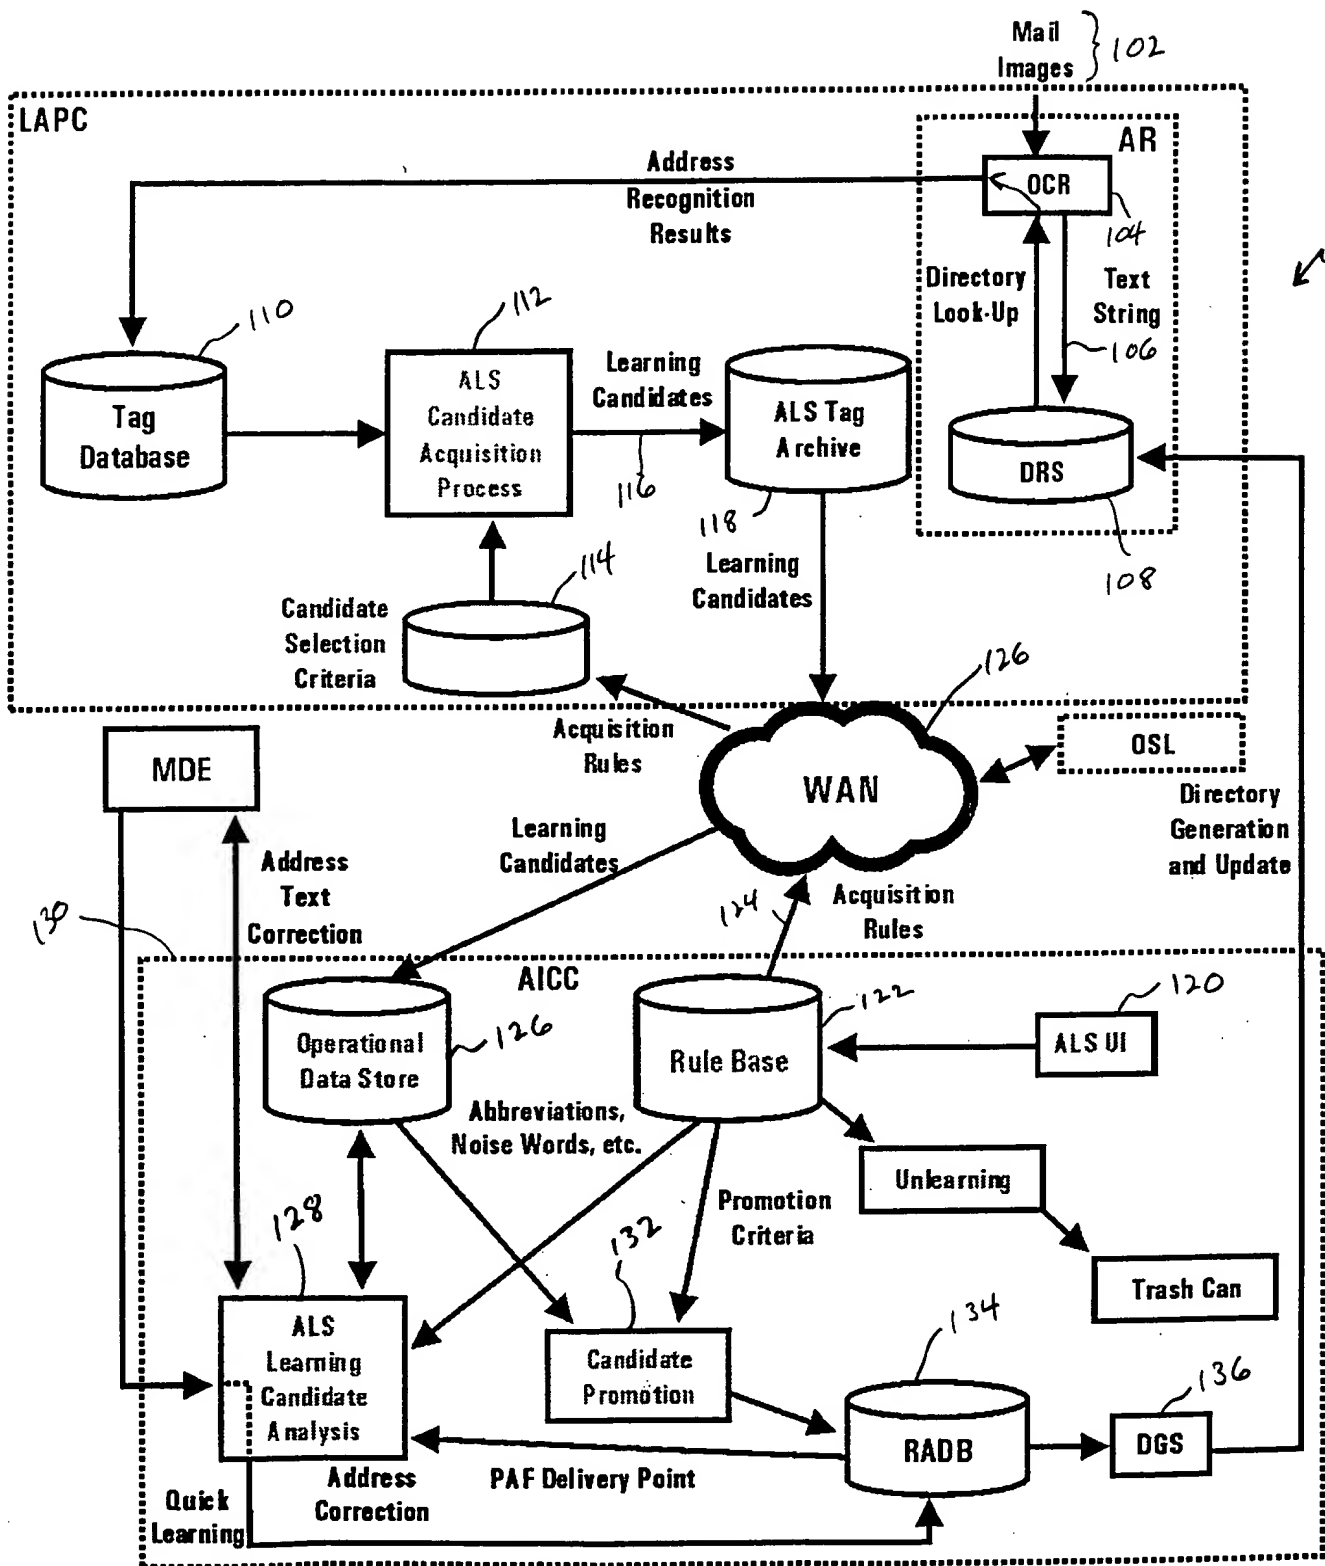 Mail
Images
102
LAPC
AR
Address
Recognition
Results
OCR
104
Directory
Look-Up
Text
String
106
110
Tag
Database
112
ALS
Candidate
Acquisition
Process
Learning
Candidates
116
ALS Tag
Archive
118
DRS
108
114
Candidate
Selection
Criteria
Learning
Candidates
126
Acquisition
Rules
WAN
OSL
MDE
Directory
Generation
and Update
Learning
Candidates
Address
Text
Correction
130
124
Acquisition
Rules
AICC
Operational
Data Store
126
Rule Base
122
120
ALS UI
Abbreviations,
Noise Words, etc.
Unlearning
Promotion
Criteria
128
132
Trash Can
ALS
Learning
Candidate
Analysis
Candidate
Promotion
134
RADB
136
DGS
PAF Delivery Point
Address
Correction
Quick
Learning